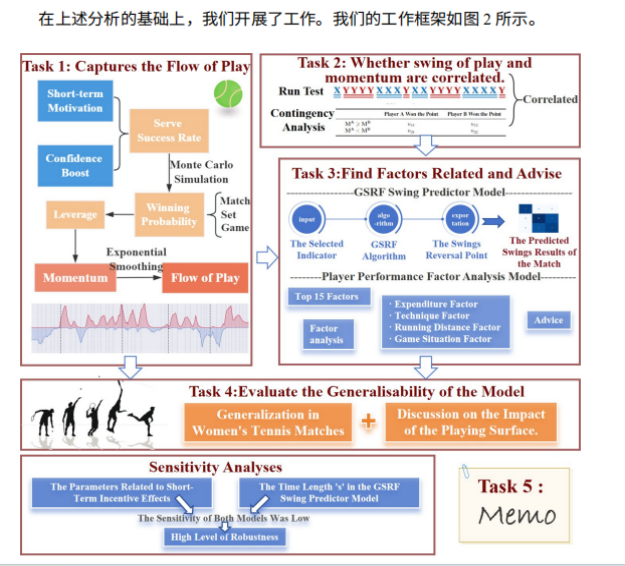 在上述分析的基础上，我们开展了工作。我们的工作框架如图 2 所示。
Task 1: Captures the Flow of Play
Short-term
Motivation
Confidence
Boost
Serve
Success Rate
Monte Carlo
Simulation
Winning
Probability
Match
Set
Game
Leverage
Exponential
Smoothing
Momentum
Flow of Play
Task 2: Whether swing of play and
momentum are correlated.
Run Test
X YYYY XXX Y XX YYYY XXXX Y
Correlated
Contingency
Analysis
Player A Won the Point
Player B Won the Point
Task 3:Find Factors Related and Advise
GSRF Swing Predictor Model
input
algo
-rithm
expor
tation
The Selected
Indicator
GSRF
Algorithm
The Swings
Reversal Point
The Predicted
Swings Results of
the Match
Player Performance Factor Analysis Model
Top 15 Factors
Factor
analysis
· Expenditure Factor
· Technique Factor
· Running Distance Factor
· Game Situation Factor
Advice
Task 4:Evaluate the Generalisability of the Model
Generalization in
Women's Tennis Matches
+
Discussion on the Impact
of the Playing Surface.
Sensitivity Analyses
The Parameters Related to Short-
Term Incentive Effects
The Time Length 's' in the GSRF
Swing Predictor Model
The Sensitivity of Both Models Was Low
High Level of Robustness
Task 5 :
Memo